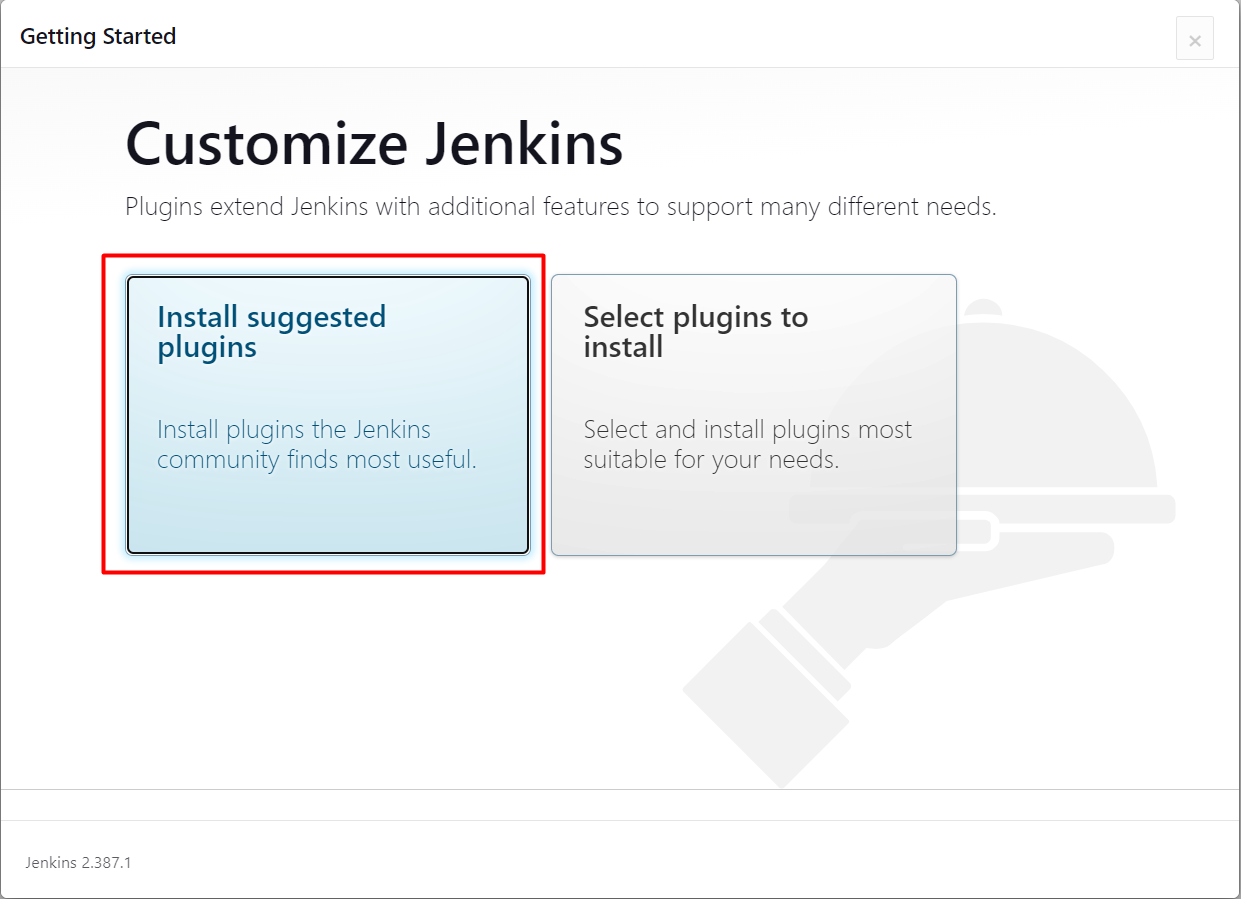 Getting Started
×
Customize Jenkins
Plugins extend Jenkins with additional features to support many different needs.
Install suggested
plugins
Install plugins the Jenkins
community finds most useful.
Select plugins to
install
Select and install plugins most
suitable for your needs.
Jenkins 2.387.1